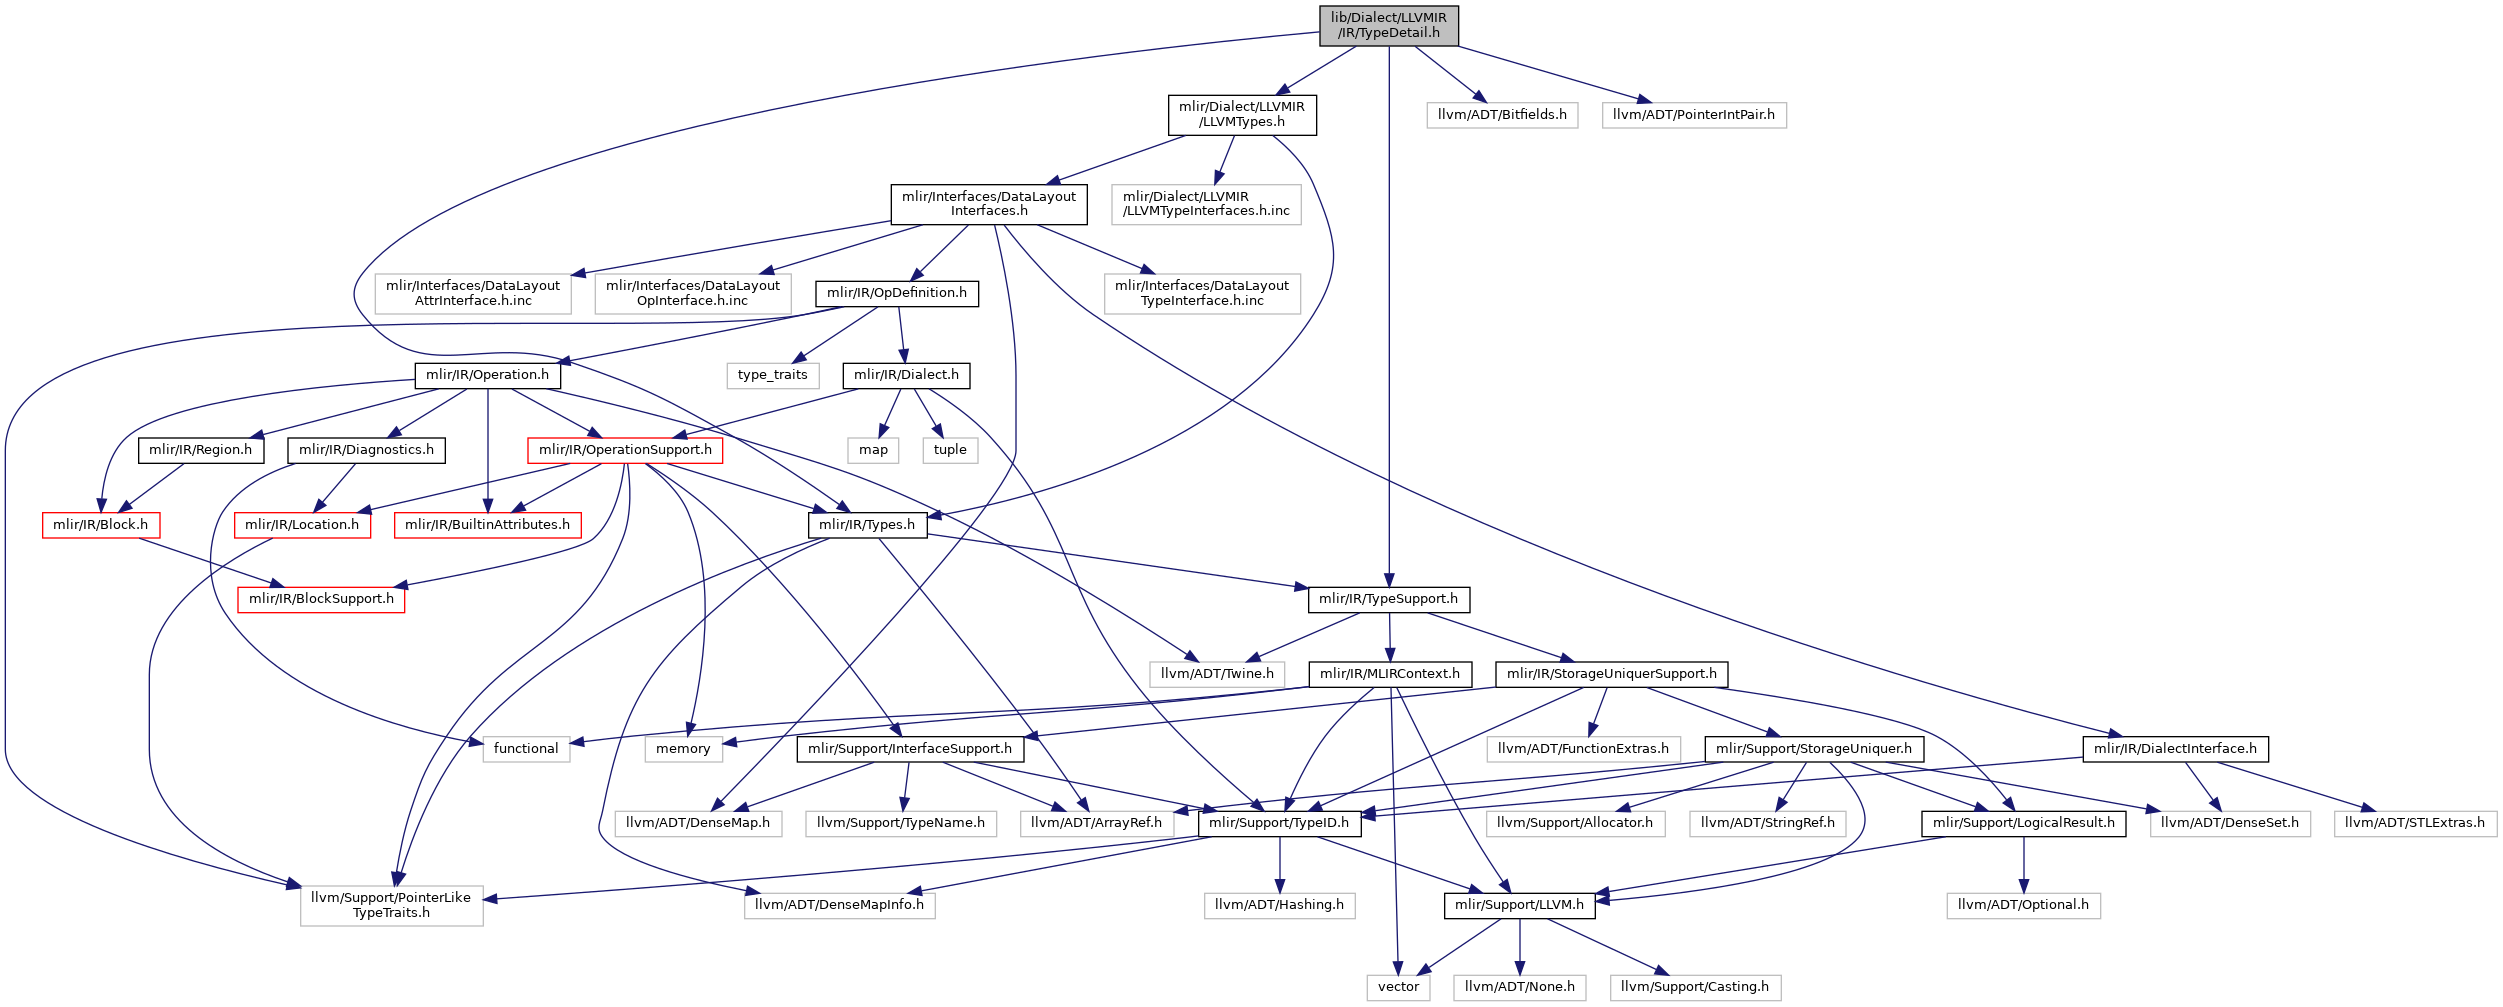 lib/Dialect/LLVMIR
/IR/TypeDetail.h
mlir/Dialect/LLVMIR
/LLVMTypes.h
llvm/ADT/Bitfields.h
llvm/ADT/PointerIntPair.h
mlir/Interfaces/DataLayout
Interfaces.h
mlir/Dialect/LLVMIR
/LLVMTypeInterfaces.h.inc
mlir/Interfaces/DataLayout
AttrInterface.h.inc
mlir/Interfaces/DataLayout
OpInterface.h.inc
mlir/IR/OpDefinition.h
mlir/Interfaces/DataLayout
TypeInterface.h.inc
mlir/IR/Operation.h
type_traits
mlir/IR/Dialect.h
mlir/IR/Region.h
mlir/IR/Diagnostics.h
mlir/IR/OperationSupport.h
map
tuple
mlir/IR/Block.h
mlir/IR/Location.h
mlir/IR/BuiltinAttributes.h
mlir/IR/Types.h
mlir/IR/BlockSupport.h
mlir/IR/TypeSupport.h
llvm/ADT/Twine.h
mlir/IR/MLIRContext.h
mlir/IR/StorageUniquerSupport.h
functional
memory
mlir/Support/InterfaceSupport.h
llvm/ADT/FunctionExtras.h
mlir/Support/StorageUniquer.h
mlir/IR/DialectInterface.h
llvm/ADT/DenseMap.h
llvm/Support/TypeName.h
llvm/ADT/ArrayRef.h
mlir/Support/TypeID.h
llvm/Support/Allocator.h
llvm/ADT/StringRef.h
mlir/Support/LogicalResult.h
llvm/ADT/DenseSet.h
llvm/ADT/STLExtras.h
llvm/Support/PointerLike
TypeTraits.h
llvm/ADT/DenseMapInfo.h
llvm/ADT/Hashing.h
mlir/Support/LLVM.h
llvm/ADT/Optional.h
vector
llvm/ADT/None.h
llvm/Support/Casting.h